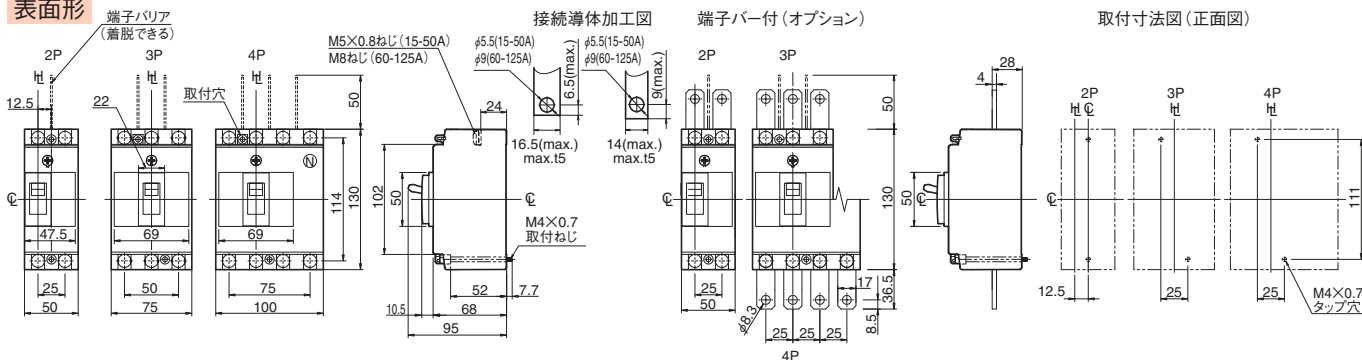 表面形
端子バリア
(着脱できる)
2P
3P
4P
HL
HL
HL
12.5
22
取付穴
50
N
℄
47.5
69
69
114
130
25
50
75
50
75
100
M5×0.8ねじ(15-50A)
M8ねじ(60-125A)
24
102
50
℄
M4×0.7
取付ねじ
52
7.7
10.5
68
95
接続導体加工図
φ5.5(15-50A)
φ9(60-125A)
6.5(max.)
16.5(max.)
max.t5
φ5.5(15-50A)
φ9(60-125A)
9(max.)
14(max.)
max.t5
端子バー付(オプション)
2P
3P
50
130
25
50
17
36.5
8.5
φ8.3
25
25
25
4P
28
4
℄
50
取付寸法図(正面図)
2P
3P
4P
HL
℄
HL
HL
℄
111
12.5
25
25
M4×0.7
タップ穴